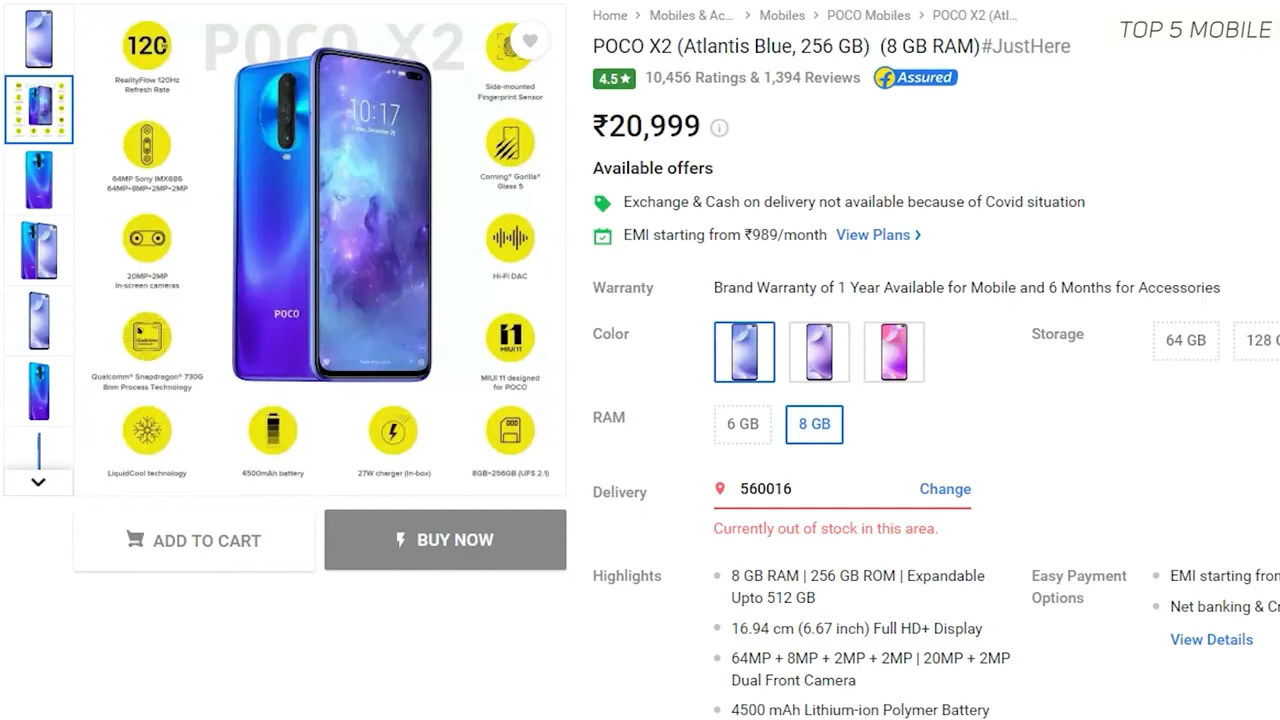 Home > Mobiles & Ac... > Mobiles > POCO Mobiles > POCO X2 (Atl...
TOP 5 MOBILE
POCO X2 (Atlantis Blue, 256 GB) (8 GB RAM)#JustHere
4.5★ 10,456 Ratings & 1,394 Reviews Assured
₹20,999
Available offers
Exchange & Cash on delivery not available because of Covid situation
EMI starting from ₹989/month View Plans >
Warranty Brand Warranty of 1 Year Available for Mobile and 6 Months for Accessories
Color
Storage 64 GB 128 G
RAM 6 GB 8 GB
Delivery 560016 Change
Currently out of stock in this area.
Highlights
8 GB RAM | 256 GB ROM | Expandable
Upto 512 GB
16.94 cm (6.67 inch) Full HD+ Display
64MP + 8MP + 2MP + 2MP | 20MP + 2MP
Dual Front Camera
4500 mAh Lithium-ion Polymer Battery
Easy Payment
Options
EMI starting from
Net banking & Cr
View Details
POCO X2
120
RealityFlow 120Hz
Refresh Rate
64MP Sony IMX686
64MP+8MP+2MP+2MP
20MP+2MP
In-screen cameras
Qualcomm® Snapdragon® 730G
8nm Process Technology
LiquidCool technology
4500mAh battery
27W charger (in-box)
8GB+256GB (UFS 2.1)
Side-mounted
Fingerprint Sensor
Corning® Gorilla®
Glass 5
Hi-Fi DAC
MIUI 11
MIUI 11 designed
for POCO
10:17
POCO
ADD TO CART
BUY NOW